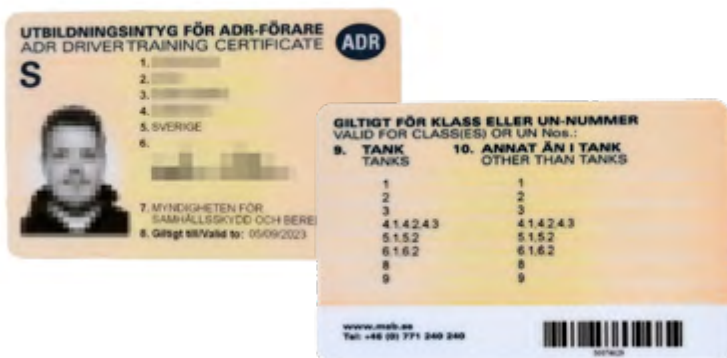 UTBILDNINGSINTYG FÖR ADR-FÖRARE
ADR DRIVER TRAINING CERTIFICATE
ADR
S
1.
2.
3.
4.
5. SVERIGE
6.
7. MYNDIGHETEN FÖR
SAMHÄLLSSKYDD OCH BERE
8. Giltigt till/Valid to: 05/09/2023
GILTIGT FÖR KLASS ELLER UN-NUMMER
VALID FOR CLASS(ES) OR UN Nos.:
9. TANK 10. ANNAT ÄN I TANK
TANKS OTHER THAN TANKS
1 1
2 2
3 3
4.1.4.2.4.3 4.1.4.2.4.3
5.1.5.2 5.1.5.2
6.1.6.2 6.1.6.2
8 8
9 9
www.msb.se
Tel: +46 (0) 771 240 240